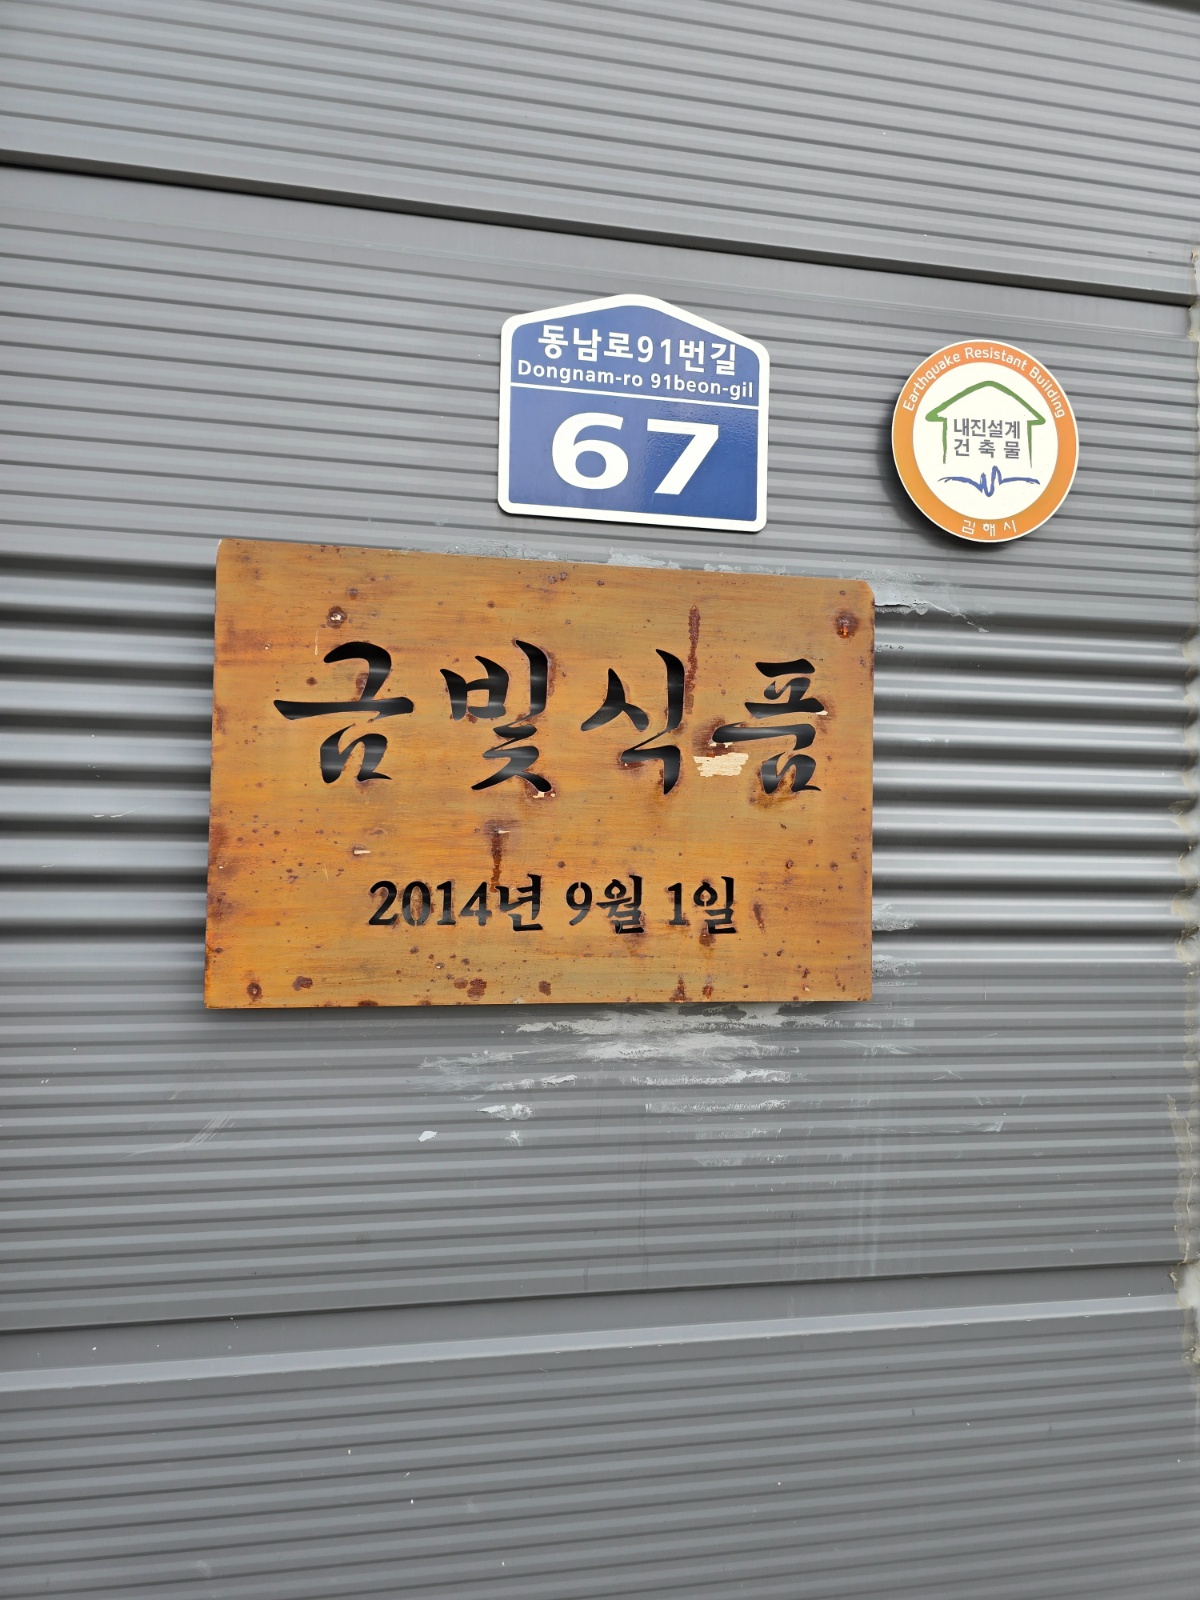 동남로91번길
Dongnam-ro 91beon-gil
67
Earthquake Resistant Building
내진설계
건축물
김해시
금빛식품
2014년 9월 1일